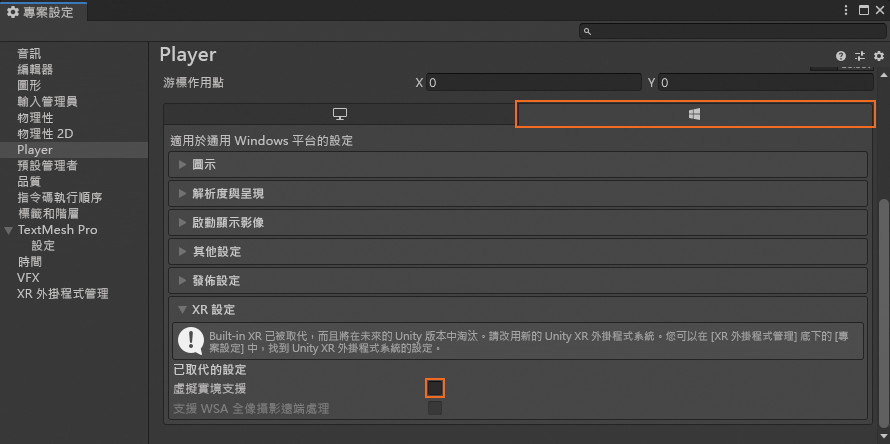 專案設定
音訊
編輯器
圖形
輸入管理員
物理性
物理性 2D
Player
預設管理者
品質
指令碼執行順序
標籤和階層
TextMesh Pro
設定
時間
VFX
XR 外掛程式管理
Player
游標作用點 X 0 Y 0
適用於通用 Windows 平台的設定
圖示
解析度與呈現
啟動顯示影像
其他設定
發佈設定
XR 設定
Built-in XR 已被取代，而且將在未來的 Unity 版本中淘汰。請改用新的 Unity XR 外掛程式系統。您可以在 [XR 外掛程式管理] 底下的 [專
案設定] 中，找到 Unity XR 外掛程式系統的設定。
已取代的設定
虛擬實境支援
支援 WSA 全像攝影遠端處理